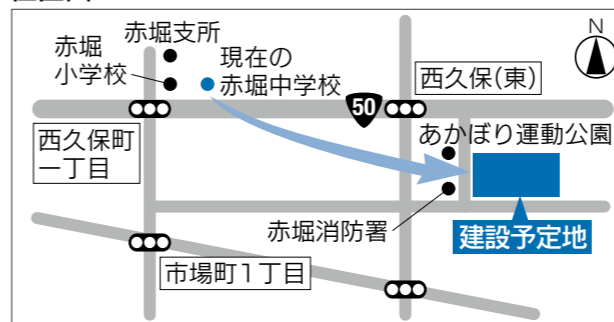 赤堀支所
赤堀
小学校
現在の
赤堀中学校
N
西久保(東)
50
西久保町
一丁目
あかぼり運動公園
赤堀消防署
建設予定地
市場町1丁目